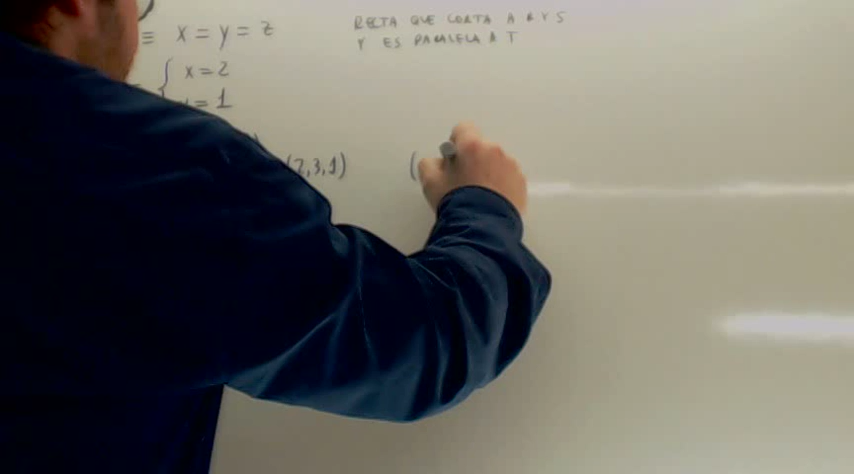 ≡ x = y = z
RECTA QUE CORTA A R Y S
Y ES PARALELA A T
{ x = 2
= 1
(2,3,1) (